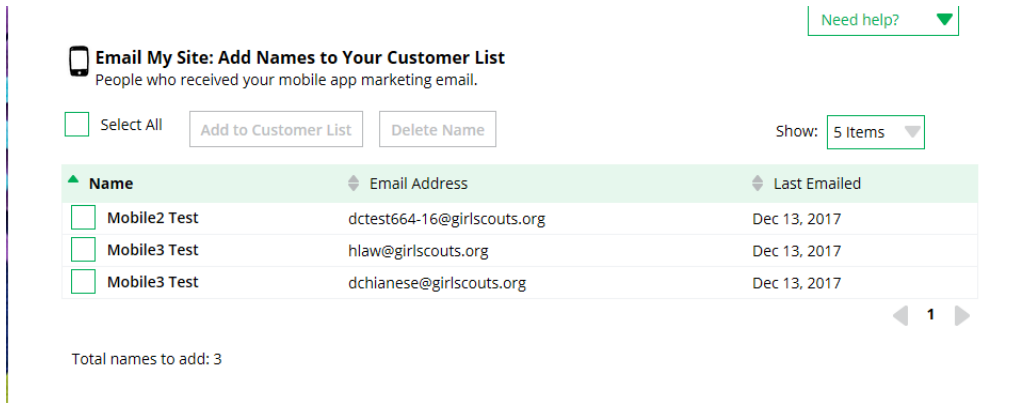 Need help?
Email My Site: Add Names to Your Customer List
People who received your mobile app marketing email.
Select All Add to Customer List Delete Name Show: 5 Items
Name Email Address Last Emailed
Mobile2 Test dctest664-16@girlscouts.org Dec 13, 2017
Mobile3 Test hlaw@girlscouts.org Dec 13, 2017
Mobile3 Test dchianese@girlscouts.org Dec 13, 2017
1
Total names to add: 3